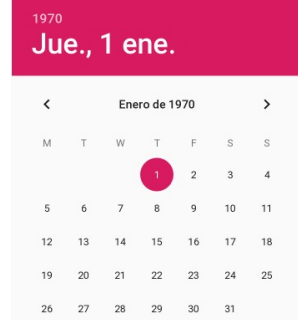 1970
Jue., 1 ene.
Enero de 1970
M T W T F S S
1 2 3 4
5 6 7 8 9 10 11
12 13 14 15 16 17 18
19 20 21 22 23 24 25
26 27 28 29 30 31